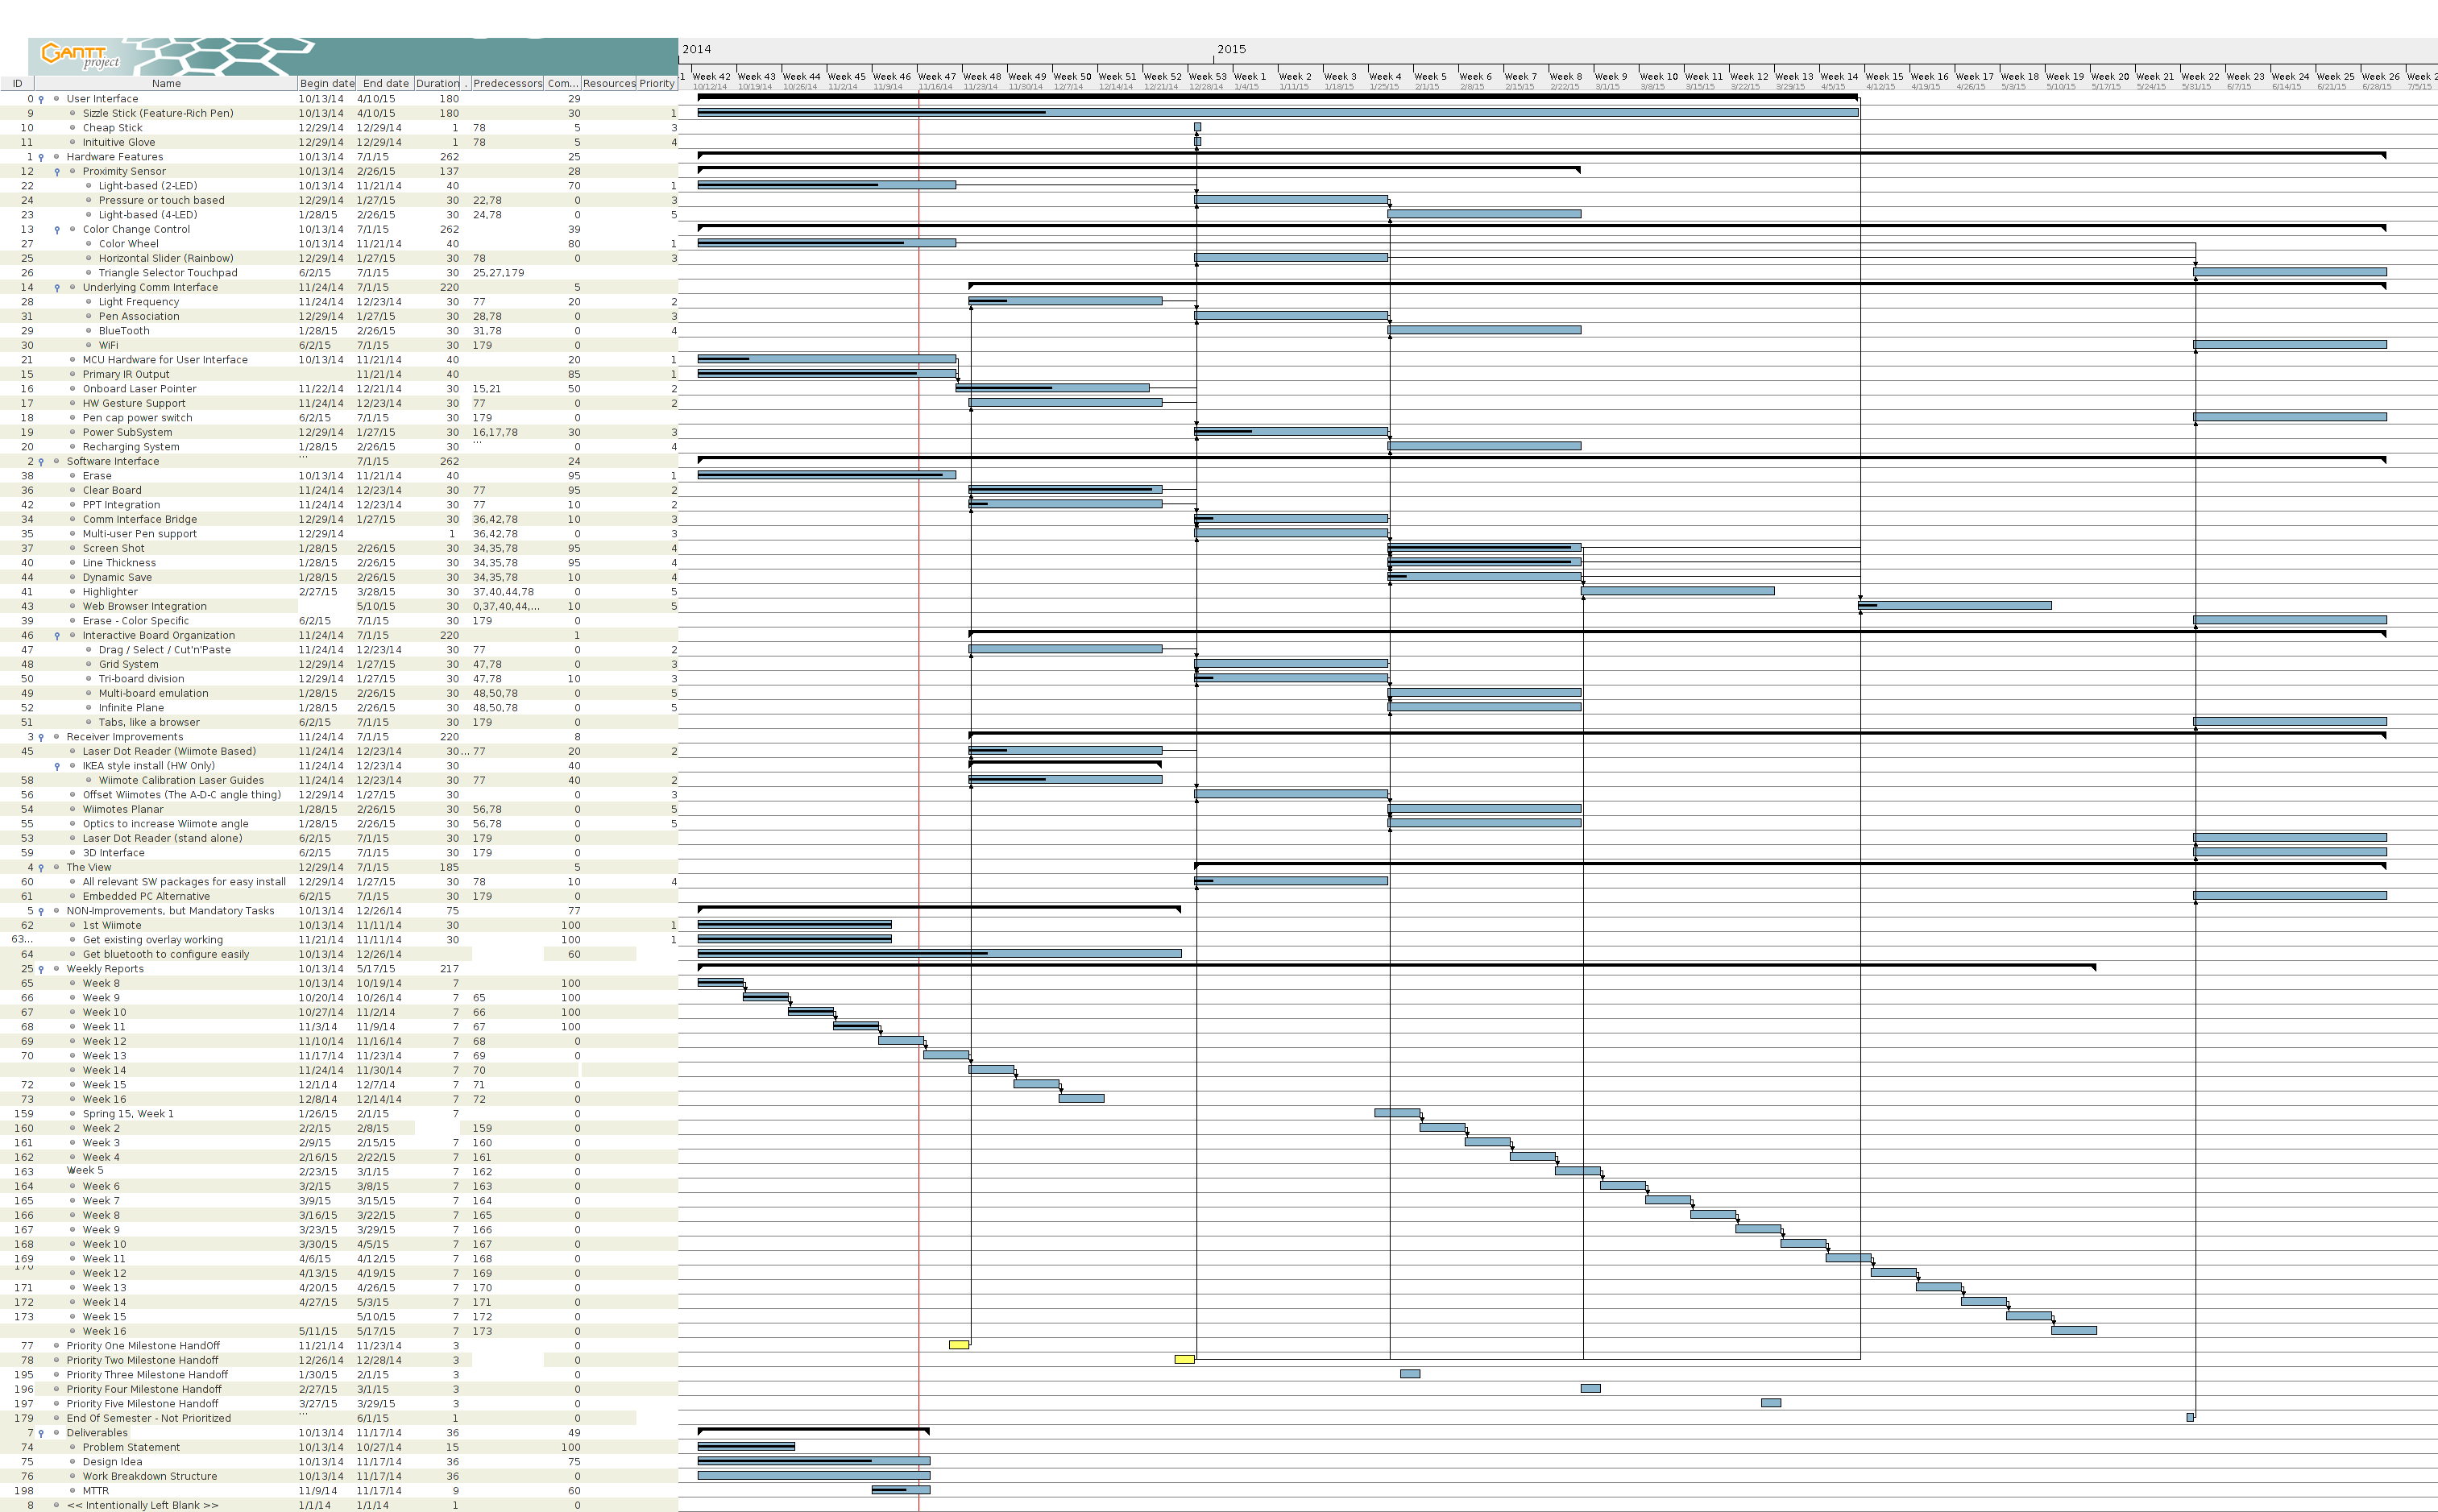 GANTT
project
2014 2015
ID Name Begin date End date Duration . Predecessors Com... Resources Priority
1 Week 42 Week 43 Week 44 Week 45 Week 46 Week 47 Week 48 Week 49 Week 50 Week 51 Week 52 Week 53 Week 1 Week 2 Week 3 Week 4 Week 5 Week 6 Week 7 Week 8 Week 9 Week 10 Week 11 Week 12 Week 13 Week 14 Week 15 Week 16 Week 17 Week 18 Week 19 Week 20 Week 21 Week 22 Week 23 Week 24 Week 25 Week 26 Week 2
10/12/14 10/19/14 10/26/14 11/2/14 11/9/14 11/16/14 11/23/14 11/30/14 12/7/14 12/14/14 12/21/14 12/28/14 1/4/15 1/11/15 1/18/15 1/25/15 2/1/15 2/8/15 2/15/15 2/22/15 3/1/15 3/8/15 3/15/15 3/22/15 3/29/15 4/5/15 4/12/15 4/19/15 4/26/15 5/3/15 5/10/15 5/17/15 5/24/15 5/31/15 6/7/15 6/14/15 6/21/15 6/28/15 7/5/15
0 User Interface 10/13/14 4/10/15 180 29
9 Sizzle Stick (Feature-Rich Pen) 10/13/14 4/10/15 180 30 1
10 Cheap Stick 12/29/14 12/29/14 1 78 5 3
11 Inituitive Glove 12/29/14 12/29/14 1 78 5 4
1 Hardware Features 10/13/14 7/1/15 262 25
12 Proximity Sensor 10/13/14 2/26/15 137 28
22 Light-based (2-LED) 10/13/14 11/21/14 40 70 1
24 Pressure or touch based 12/29/14 1/27/15 30 22,78 0 3
23 Light-based (4-LED) 1/28/15 2/26/15 30 24,78 0 5
13 Color Change Control 10/13/14 7/1/15 262 39
27 Color Wheel 10/13/14 11/21/14 40 80 1
25 Horizontal Slider (Rainbow) 12/29/14 1/27/15 30 78 0 3
26 Triangle Selector Touchpad 6/2/15 7/1/15 30 25,27,179
14 Underlying Comm Interface 11/24/14 7/1/15 220 5
28 Light Frequency 11/24/14 12/23/14 30 77 20 2
31 Pen Association 12/29/14 1/27/15 30 28,78 0 3
29 BlueTooth 1/28/15 2/26/15 30 31,78 0 4
30 WiFi 6/2/15 7/1/15 30 179 0
21 MCU Hardware for User Interface 10/13/14 11/21/14 40 20 1
15 Primary IR Output 11/21/14 40 85 1
16 Onboard Laser Pointer 11/22/14 12/21/14 30 15,21 50 2
17 HW Gesture Support 11/24/14 12/23/14 30 77 0 2
18 Pen cap power switch 6/2/15 7/1/15 30 179 0
19 Power SubSystem 12/29/14 1/27/15 30 16,17,78 30 3
20 Recharging System 1/28/15 2/26/15 30 ... 0 4
2 Software Interface ... 7/1/15 262 24
38 Erase 10/13/14 11/21/14 40 95 1
36 Clear Board 11/24/14 12/23/14 30 77 95 2
42 PPT Integration 11/24/14 12/23/14 30 77 10 2
34 Comm Interface Bridge 12/29/14 1/27/15 30 36,42,78 10 3
35 Multi-user Pen support 12/29/14 1 36,42,78 0 3
37 Screen Shot 1/28/15 2/26/15 30 34,35,78 95 4
40 Line Thickness 1/28/15 2/26/15 30 34,35,78 95 4
44 Dynamic Save 1/28/15 2/26/15 30 34,35,78 10 4
41 Highlighter 2/27/15 3/28/15 30 37,40,44,78 0 5
43 Web Browser Integration 5/10/15 30 0,37,40,44,... 10 5
39 Erase - Color Specific 6/2/15 7/1/15 30 179 0
46 Interactive Board Organization 11/24/14 7/1/15 220 1
47 Drag / Select / Cut'n'Paste 11/24/14 12/23/14 30 77 0 2
48 Grid System 12/29/14 1/27/15 30 47,78 0 3
50 Tri-board division 12/29/14 1/27/15 30 47,78 10 3
49 Multi-board emulation 1/28/15 2/26/15 30 48,50,78 0 5
52 Infinite Plane 1/28/15 2/26/15 30 48,50,78 0 5
51 Tabs, like a browser 6/2/15 7/1/15 30 179 0
3 Receiver Improvements 11/24/14 7/1/15 220 8
45 Laser Dot Reader (Wiimote Based) 11/24/14 12/23/14 30... 77 20 2
IKEA style install (HW Only) 11/24/14 12/23/14 30 40
58 Wiimote Calibration Laser Guides 11/24/14 12/23/14 30 77 40 2
56 Offset Wiimotes (The A-D-C angle thing) 12/29/14 1/27/15 30 0 3
54 Wiimotes Planar 1/28/15 2/26/15 30 56,78 0 5
55 Optics to increase Wiimote angle 1/28/15 2/26/15 30 56,78 0 5
53 Laser Dot Reader (stand alone) 6/2/15 7/1/15 30 179 0
59 3D Interface 6/2/15 7/1/15 30 179 0
4 The View 12/29/14 7/1/15 185 5
60 All relevant SW packages for easy install 12/29/14 1/27/15 30 78 10 4
61 Embedded PC Alternative 6/2/15 7/1/15 30 179 0
5 NON-Improvements, but Mandatory Tasks 10/13/14 12/26/14 75 77
62 1st Wiimote 10/13/14 11/11/14 30 100 1
63... Get existing overlay working 11/21/14 11/11/14 30 100 1
64 Get bluetooth to configure easily 10/13/14 12/26/14 60
25 Weekly Reports 10/13/14 5/17/15 217
65 Week 8 10/13/14 10/19/14 7 100
66 Week 9 10/20/14 10/26/14 7 65 100
67 Week 10 10/27/14 11/2/14 7 66 100
68 Week 11 11/3/14 11/9/14 7 67 100
69 Week 12 11/10/14 11/16/14 7 68 0
70 Week 13 11/17/14 11/23/14 7 69 0
Week 14 11/24/14 11/30/14 7 70
72 Week 15 12/1/14 12/7/14 7 71 0
73 Week 16 12/8/14 12/14/14 7 72 0
159 Spring 15, Week 1 1/26/15 2/1/15 7 0
160 Week 2 2/2/15 2/8/15 159 0
161 Week 3 2/9/15 2/15/15 7 160 0
162 Week 4 2/16/15 2/22/15 7 161 0
163 Week 5 2/23/15 3/1/15 7 162 0
164 Week 6 3/2/15 3/8/15 7 163 0
165 Week 7 3/9/15 3/15/15 7 164 0
166 Week 8 3/16/15 3/22/15 7 165 0
167 Week 9 3/23/15 3/29/15 7 166 0
168 Week 10 3/30/15 4/5/15 7 167 0
169 Week 11 4/6/15 4/12/15 7 168 0
170 Week 12 4/13/15 4/19/15 7 169 0
171 Week 13 4/20/15 4/26/15 7 170 0
172 Week 14 4/27/15 5/3/15 7 171 0
173 Week 15 5/10/15 7 172 0
Week 16 5/11/15 5/17/15 7 173 0
77 Priority One Milestone HandOff 11/21/14 11/23/14 3 0
78 Priority Two Milestone Handoff 12/26/14 12/28/14 3 0
195 Priority Three Milestone Handoff 1/30/15 2/1/15 3 0
196 Priority Four Milestone Handoff 2/27/15 3/1/15 3 0
197 Priority Five Milestone Handoff 3/27/15 3/29/15 3 0
179 End Of Semester - Not Prioritized ... 6/1/15 1 0
7 Deliverables 10/13/14 11/17/14 36 49
74 Problem Statement 10/13/14 10/27/14 15 100
75 Design Idea 10/13/14 11/17/14 36 75
76 Work Breakdown Structure 10/13/14 11/17/14 36 0
198 MTTR 11/9/14 11/17/14 9 60
8 << Intentionally Left Blank >> 1/1/14 1/1/14 1 0